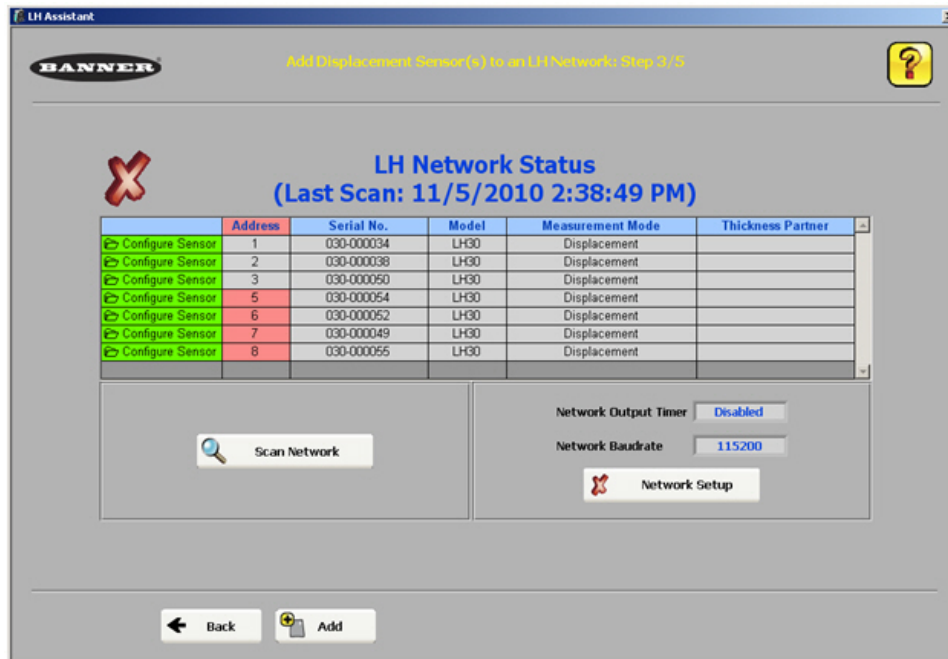 LH Assistant
BANNER
Add Displacement Sensor(s) to an LH Network: Step 3/5
?
LH Network Status
(Last Scan: 11/5/2010 2:38:49 PM)
Address Serial No. Model Measurement Mode Thickness Partner
Configure Sensor 1 030-000034 LH30 Displacement
Configure Sensor 2 030-000038 LH30 Displacement
Configure Sensor 3 030-000050 LH30 Displacement
Configure Sensor 5 030-000054 LH30 Displacement
Configure Sensor 6 030-000052 LH30 Displacement
Configure Sensor 7 030-000049 LH30 Displacement
Configure Sensor 8 030-000055 LH30 Displacement
Network Output Timer Disabled
Scan Network
Network Baudrate 115200
Network Setup
Back Add